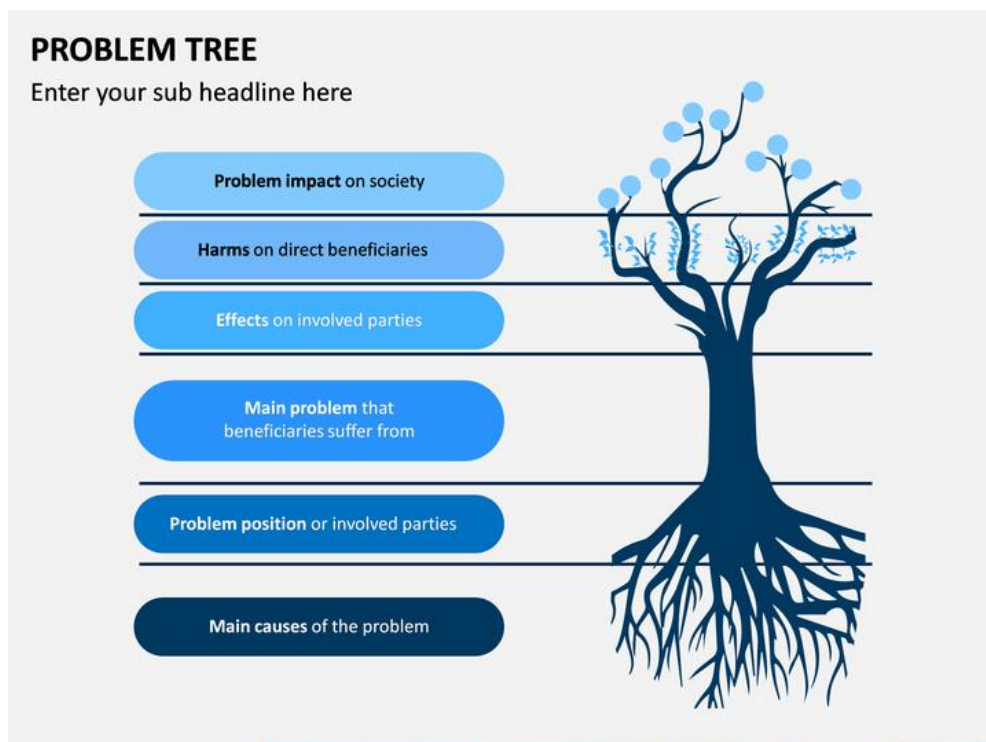 PROBLEM TREE
Enter your sub headline here
Problem impact on society
Harms on direct beneficiaries
Effects on involved parties
Main problem that
beneficiaries suffer from
Problem position or involved parties
Main causes of the problem